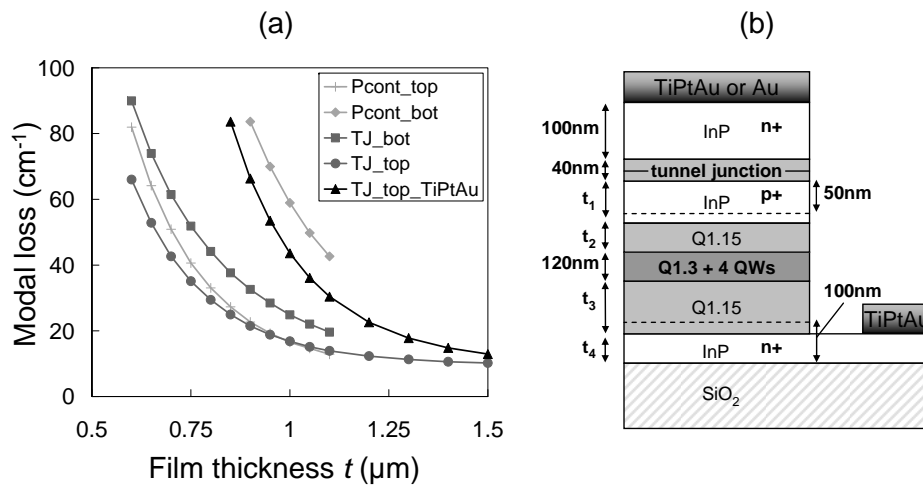 (a)
(b)
Modal loss (cm⁻¹)
100
80
60
40
20
0
0.5
0.75
1
1.25
1.5
Film thickness t (µm)
Pcont_top
Pcont_bot
TJ_bot
TJ_top
TJ_top_TiPtAu
TiPtAu or Au
100nm
InP n+
40nm
tunnel junction
t₁
InP p+
50nm
t₂
Q1.15
120nm
Q1.3 + 4 QWs
t₃
Q1.15
100nm
TiPtAu
t₄
InP n+
SiO₂